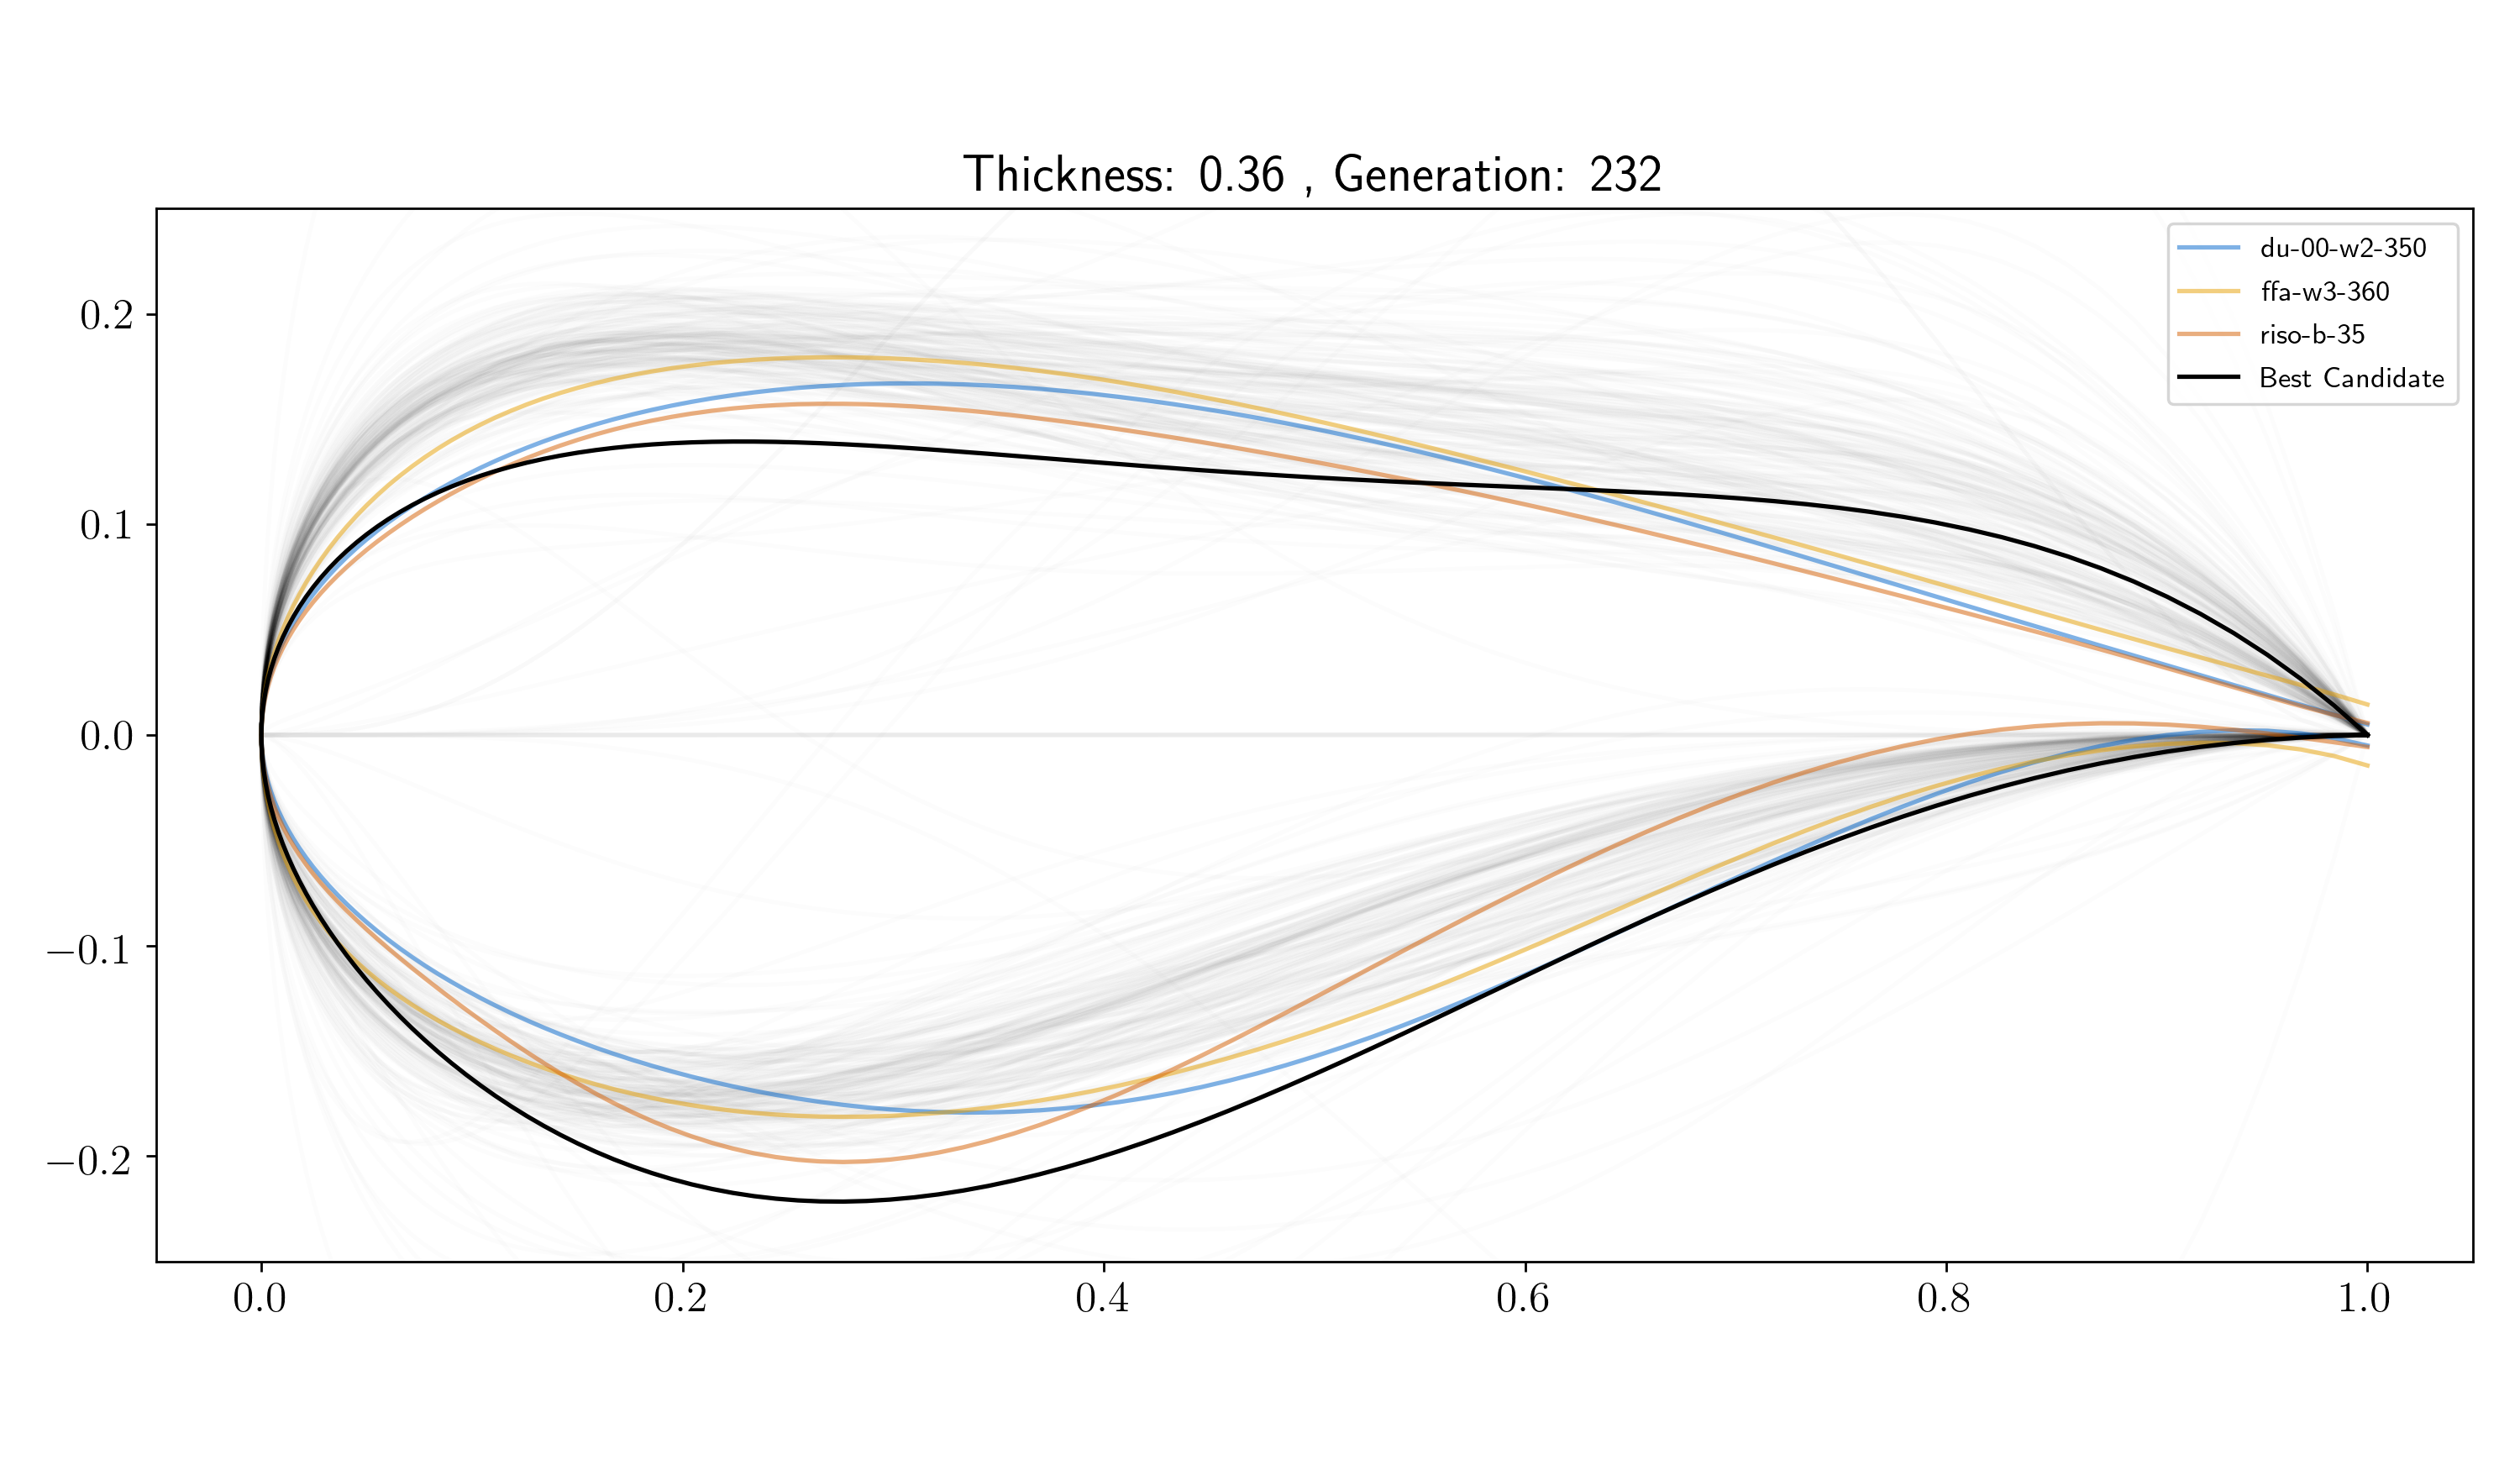 Thickness: 0.36 , Generation: 232
du-00-w2-350
ffa-w3-360
riso-b-35
Best Candidate
0.2
0.1
0.0
−0.1
−0.2
0.0 0.2 0.4 0.6 0.8 1.0